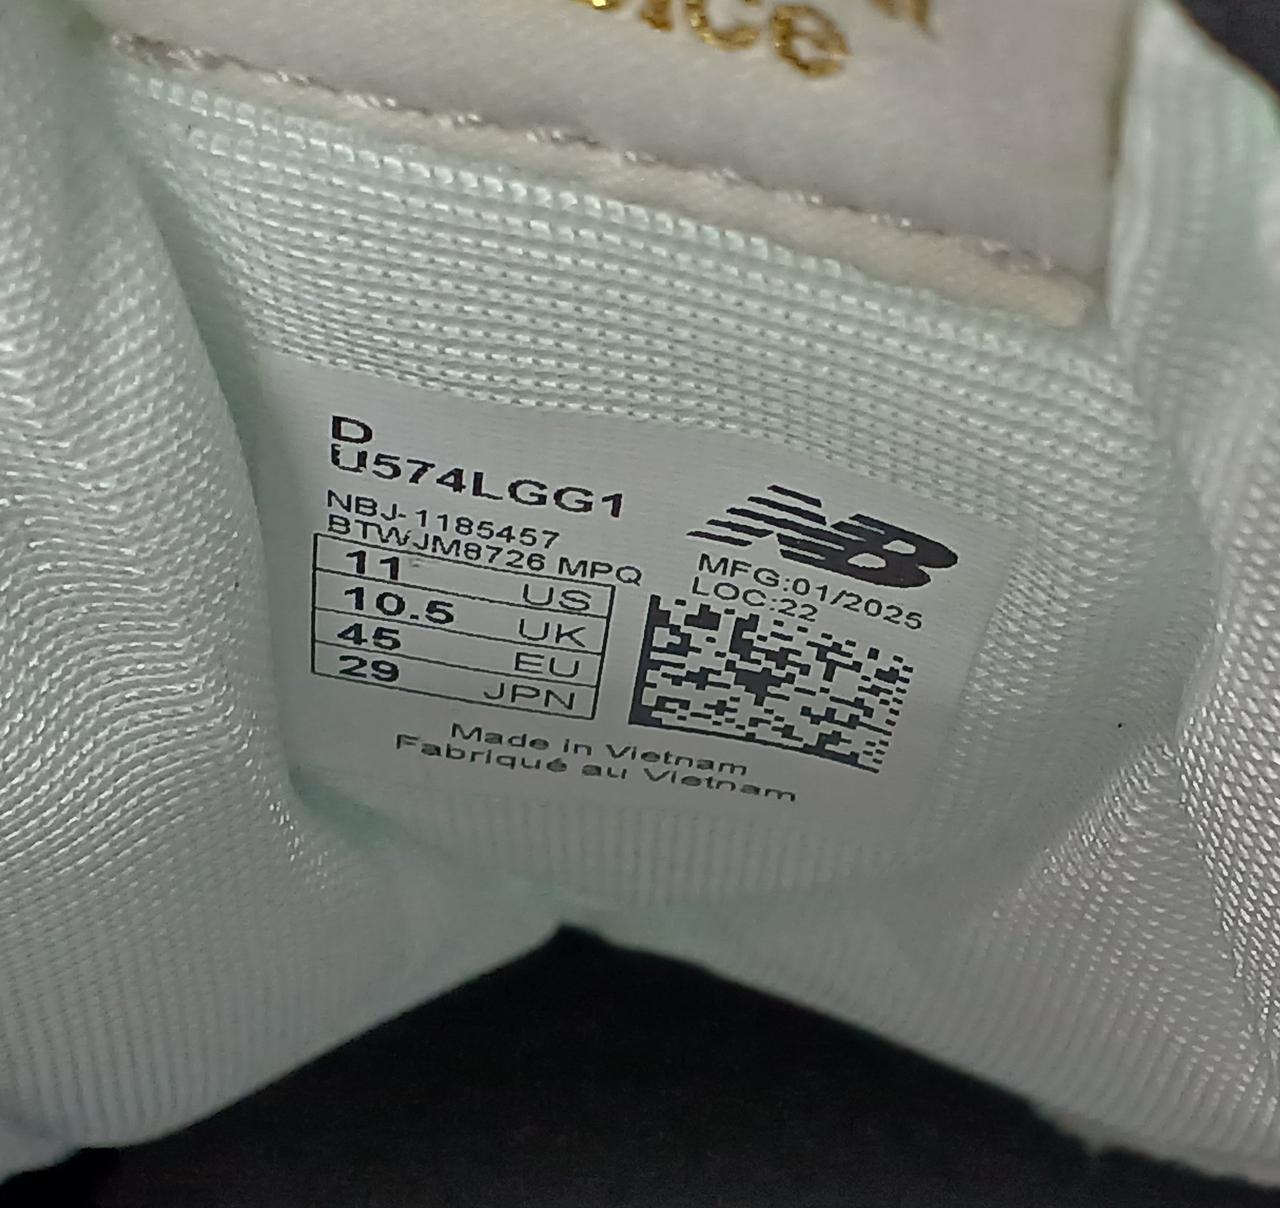 D
U574LGG1
NBJ-1185457
BTWJM8726 MPQ
11 US
10.5 UK
45 EU
29 JPN
NB
MFG:01/2025
LOC:22
Made in Vietnam
Fabriqué au Vietnam